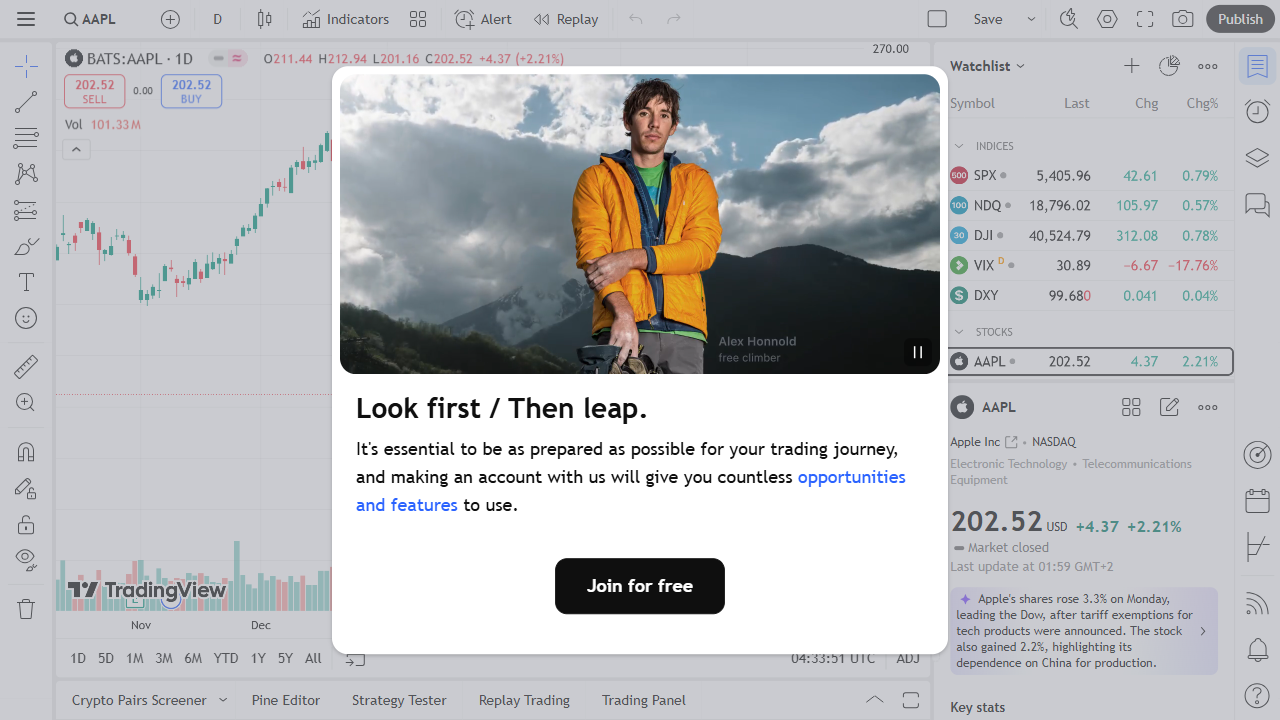 AAPL D Indicators Alert Replay Save Publish
BATS:AAPL · 1D O211.44 H212.94 L201.16 C202.52 +4.37 (+2.21%)
270.00
202.52 SELL 0.00 202.52 BUY
Vol 101.33 M
Alex Honnold
free climber
Look first / Then leap.
It's essential to be as prepared as possible for your trading journey,
and making an account with us will give you countless opportunities
and features to use.
Join for free
TradingView
Nov Dec
1D 5D 1M 3M 6M YTD 1Y 5Y All 04:33:51 UTC ADJ
Crypto Pairs Screener Pine Editor Strategy Tester Replay Trading Trading Panel
Watchlist
Symbol Last Chg Chg%
INDICES
500 SPX 5,405.96 42.61 0.79%
100 NDQ 18,796.02 105.97 0.57%
30 DJI 40,524.79 312.08 0.78%
VIX D 30.89 −6.67 −17.76%
$ DXY 99.680 0.041 0.04%
STOCKS
AAPL 202.52 4.37 2.21%
AAPL
Apple Inc • NASDAQ
Electronic Technology • Telecommunications
Equipment
202.52 USD +4.37 +2.21%
Market closed
Last update at 01:59 GMT+2
Apple's shares rose 3.3% on Monday,
leading the Dow, after tariff exemptions for
tech products were announced. The stock
also gained 2.2%, highlighting its
dependence on China for production.
Key stats